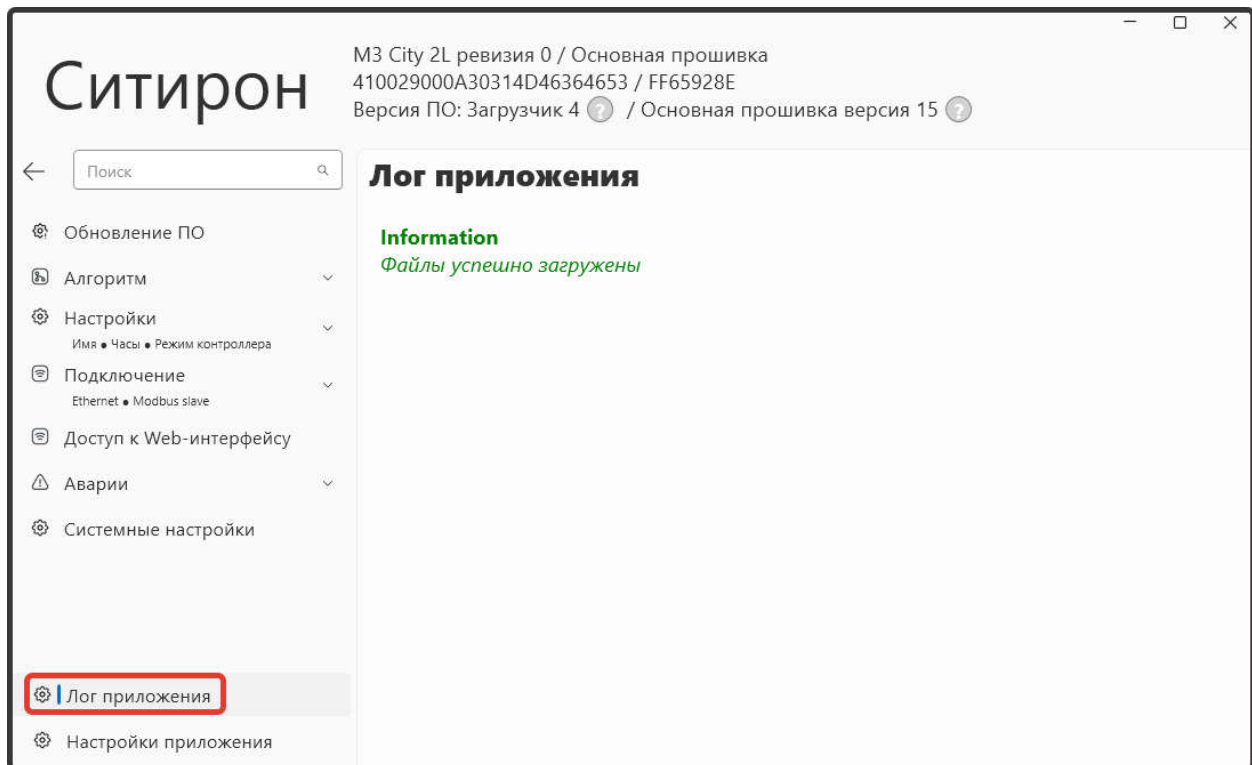 Ситирон
M3 City 2L ревизия 0 / Основная прошивка
410029000A30314D46364653 / FF65928E
Версия ПО: Загрузчик 4 ? / Основная прошивка версия 15 ?
Поиск
Обновление ПО
Алгоритм
Настройки
Имя ● Часы ● Режим контроллера
Подключение
Ethernet ● Modbus slave
Доступ к Web-интерфейсу
Аварии
Системные настройки
Лог приложения
Настройки приложения
Лог приложения
Information
Файлы успешно загружены